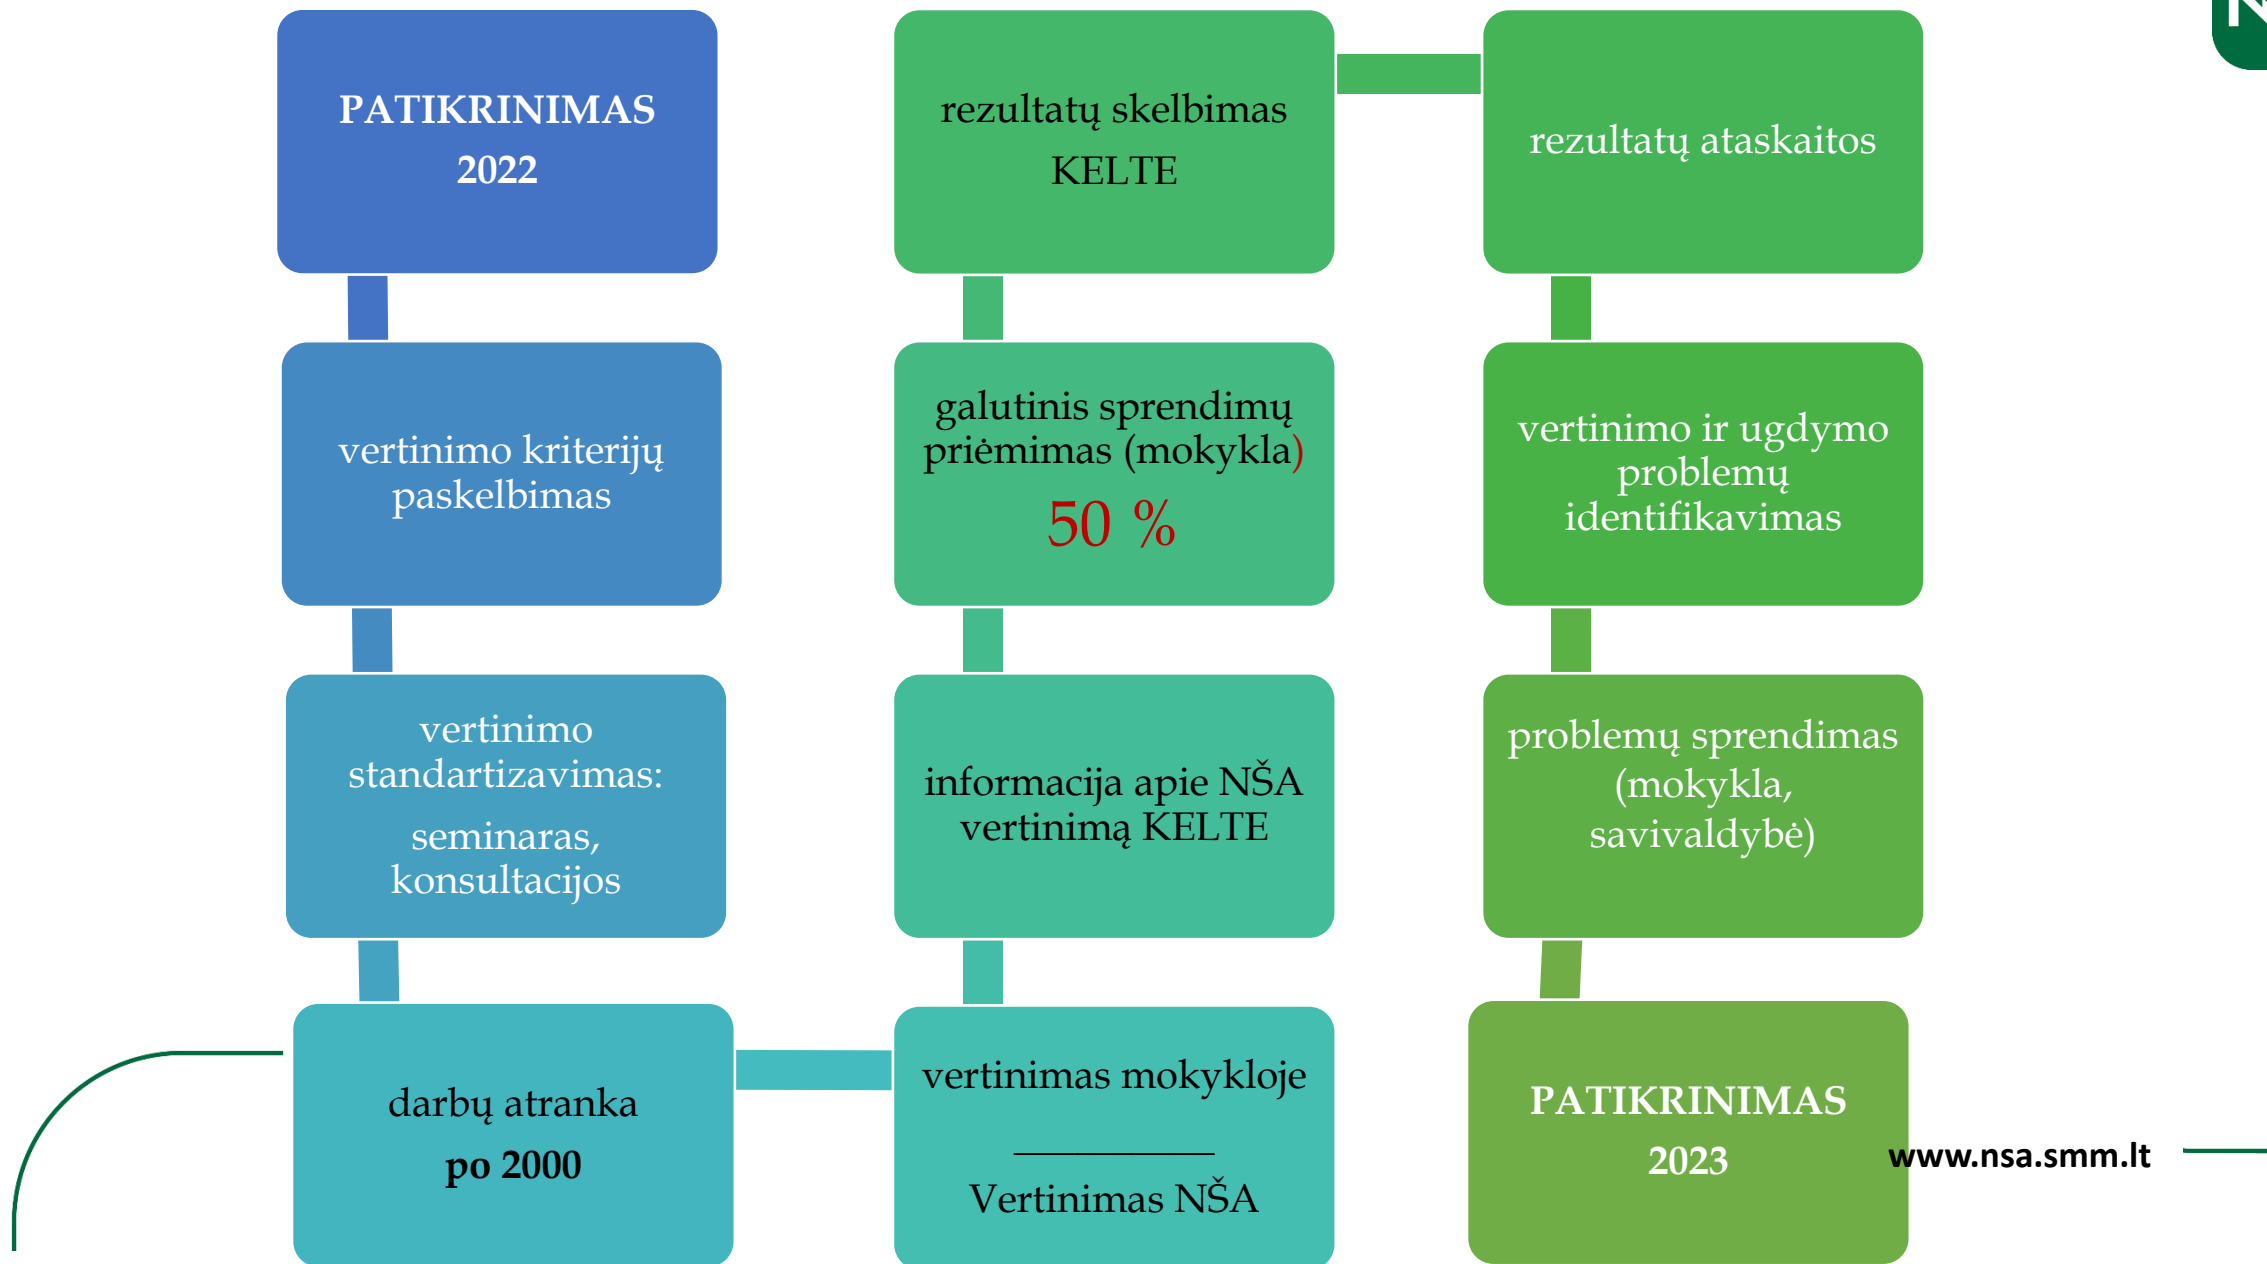 PATIKRINIMAS
2022
vertinimo kriterijų
paskelbimas
vertinimo
standartizavimas:
seminaras,
konsultacijos
darbų atranka
po 2000
vertinimas mokykloje
Vertinimas NŠA
informacija apie NŠA
vertinimą KELTE
galutinis sprendimų
priėmimas (mokykla)
50 %
rezultatų skelbimas
KELTE
rezultatų ataskaitos
vertinimo ir ugdymo
problemų
identifikavimas
problemų sprendimas
(mokykla,
savivaldybė)
PATIKRINIMAS
2023
www.nsa.smm.lt